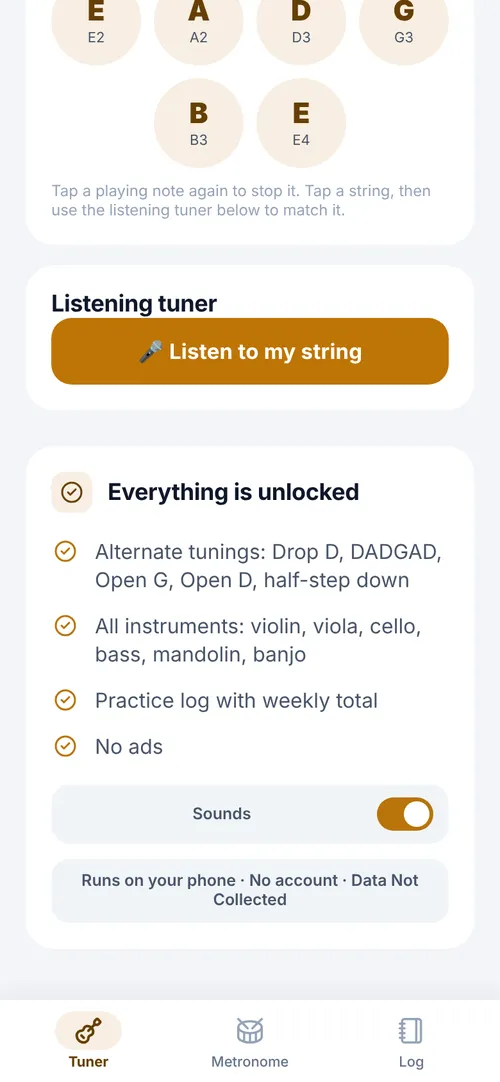 E A D G
E2 A2 D3 G3
B E
B3 E4
Tap a playing note again to stop it. Tap a string, then
use the listening tuner below to match it.
Listening tuner
🎤 Listen to my string
Everything is unlocked
Alternate tunings: Drop D, DADGAD,
Open G, Open D, half-step down
All instruments: violin, viola, cello,
bass, mandolin, banjo
Practice log with weekly total
No ads
Sounds
Runs on your phone · No account · Data Not
Collected
Tuner Metronome Log